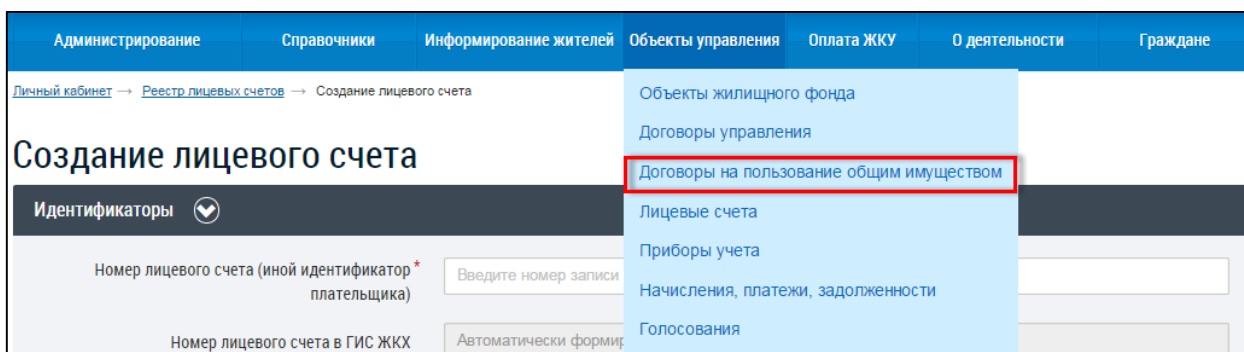 Администрирование Справочники Информирование жителей Объекты управления Оплата ЖКУ О деятельности Граждане
Личный кабинет → Реестр лицевых счетов → Создание лицевого счета
Объекты жилищного фонда
Договоры управления
Создание лицевого счета
Договоры на пользование общим имуществом
Идентификаторы
Лицевые счета
Приборы учета
Номер лицевого счета (иной идентификатор * Введите номер записи
плательщика)
Начисления, платежи, задолженности
Голосования
Номер лицевого счета в ГИС ЖКХ Автоматически